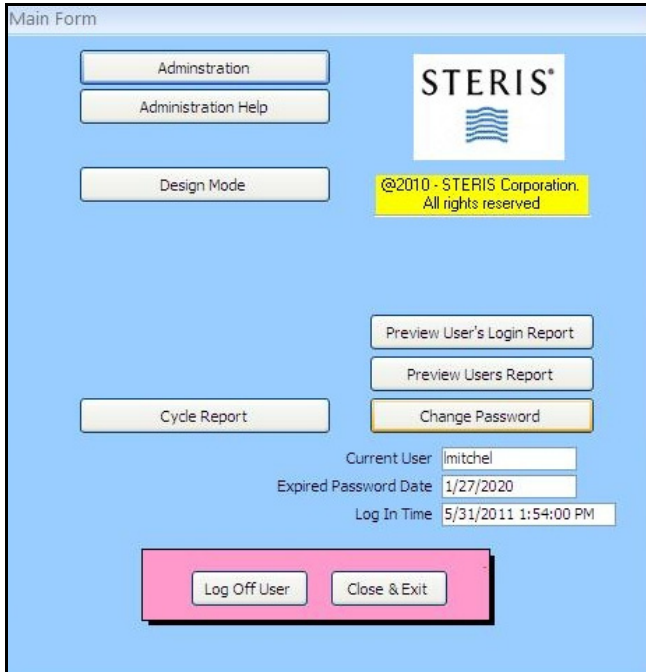 Main Form
Adminstration
Administration Help
STERIS®
Design Mode
@2010 - STERIS Corporation.
All rights reserved
Preview User's Login Report
Preview Users Report
Cycle Report
Change Password
Current User lmitchel
Expired Password Date 1/27/2020
Log In Time 5/31/2011 1:54:00 PM
Log Off User
Close & Exit